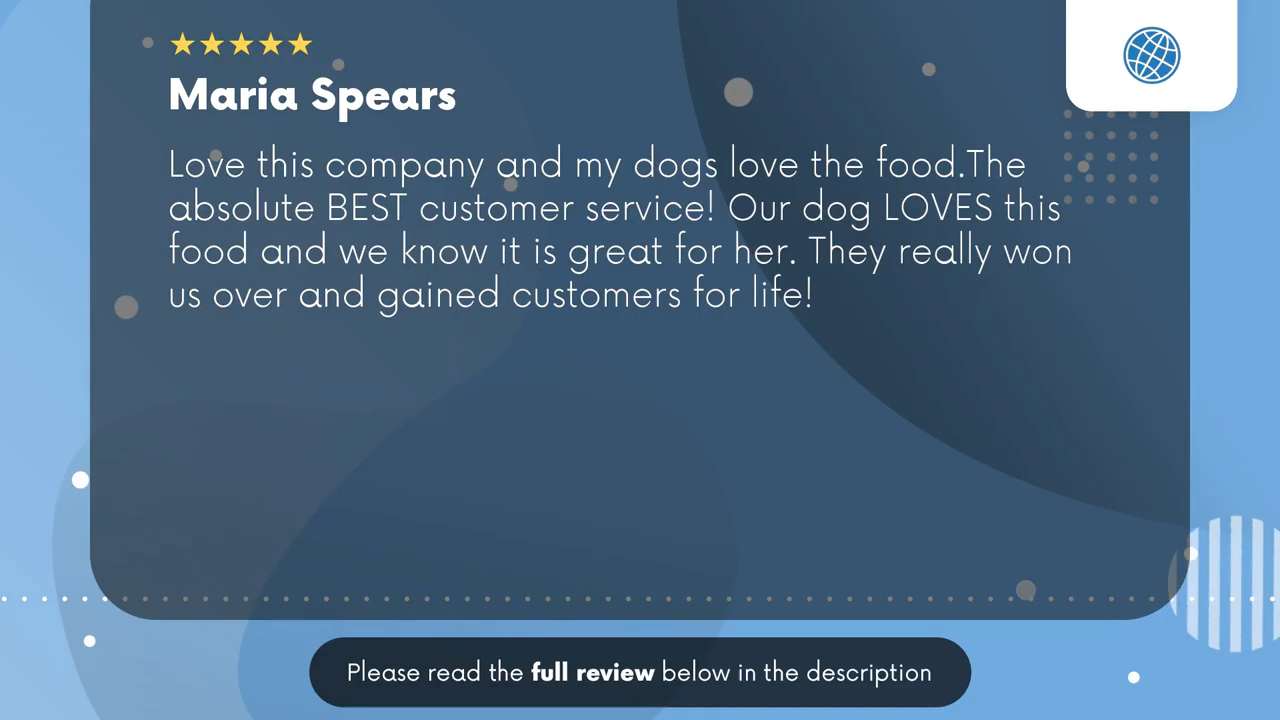 Maria Spears
Love this company and my dogs love the food.The
absolute BEST customer service! Our dog LOVES this
food and we know it is great for her. They really won
us over and gained customers for life!
Please read the full review below in the description